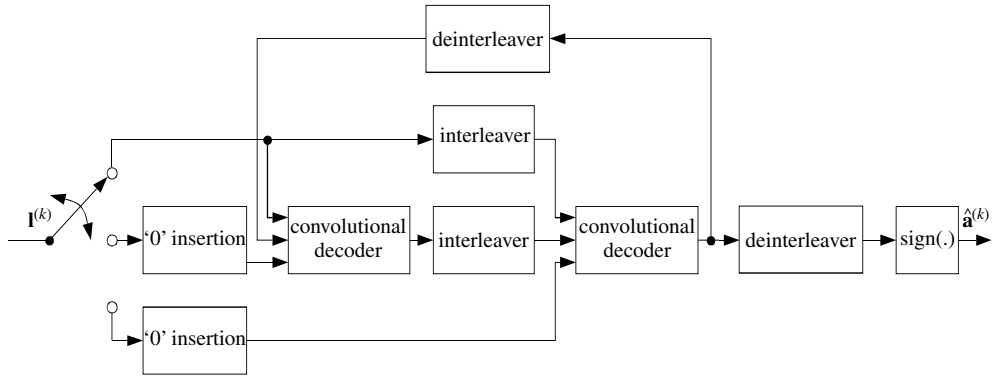 deinterleaver
interleaver
l^(k)
'0' insertion
convolutional
decoder
interleaver
convolutional
decoder
deinterleaver
sign(.)
â^(k)
'0' insertion